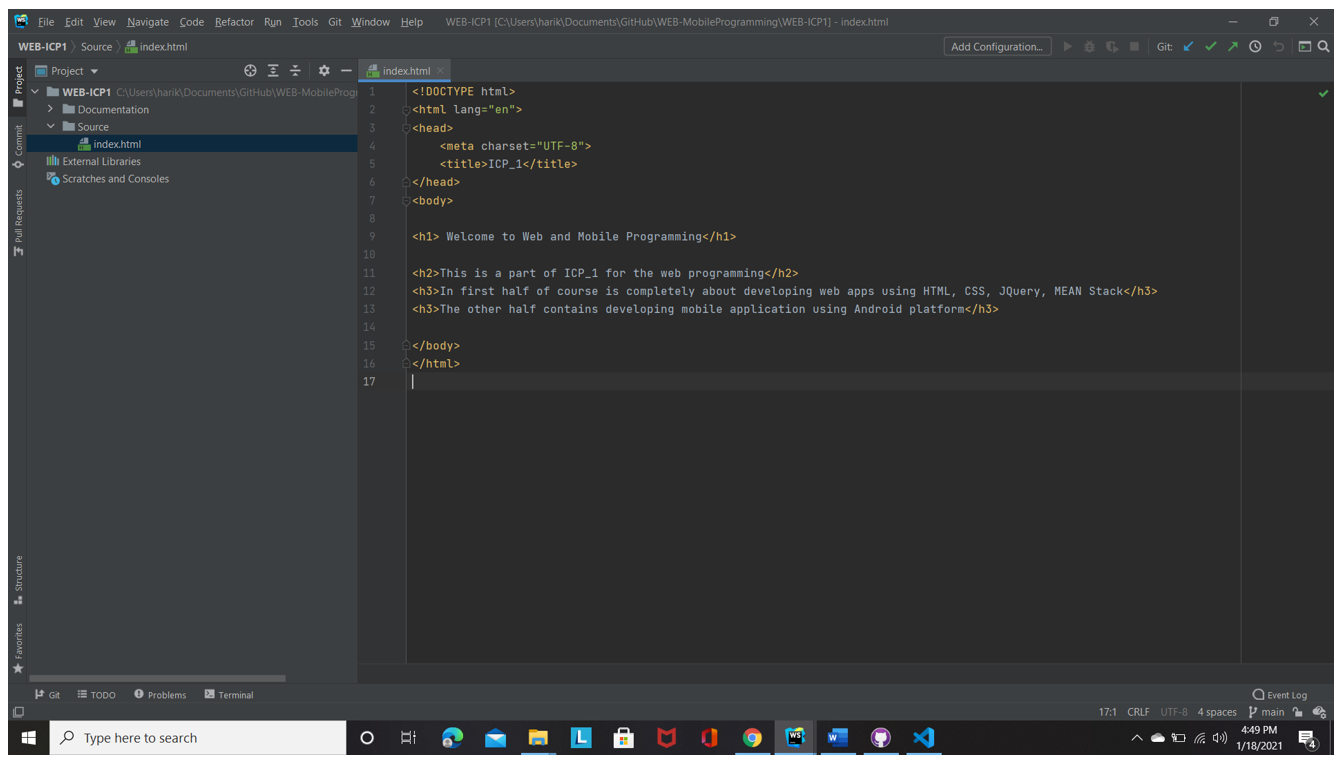 File Edit View Navigate Code Refactor Run Tools Git Window Help WEB-ICP1 [C:\Users\harik\Documents\GitHub\WEB-MobileProgramming\WEB-ICP1] - index.html
WEB-ICP1 Source index.html Add Configuration... Git:
Project index.html
Project
Commit
Pull Requests
Structure
Favorites
WEB-ICP1 C:\Users\harik\Documents\GitHub\WEB-MobileProgr
Documentation
Source
index.html
External Libraries
Scratches and Consoles
1 <!DOCTYPE html>
2 <html lang="en">
3 <head>
4 <meta charset="UTF-8">
5 <title>ICP_1</title>
6 </head>
7 <body>
8
9 <h1> Welcome to Web and Mobile Programming</h1>
10
11 <h2>This is a part of ICP_1 for the web programming</h2>
12 <h3>In first half of course is completely about developing web apps using HTML, CSS, JQuery, MEAN Stack</h3>
13 <h3>The other half contains developing mobile application using Android platform</h3>
14
15 </body>
16 </html>
17
Git TODO Problems Terminal Event Log
17:1 CRLF UTF-8 4 spaces main
Type here to search
L WS W
4:49 PM
1/18/2021
4